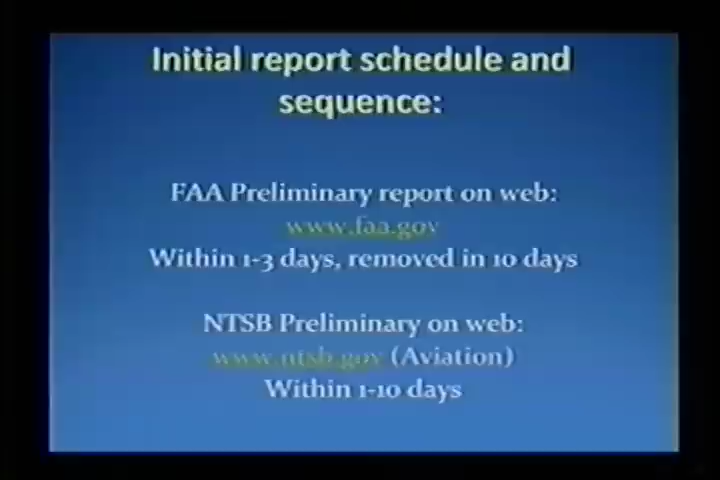 Initial report schedule and
sequence:
FAA Preliminary report on web:
www.faa.gov
Within 1-3 days, removed in 10 days
NTSB Preliminary on web:
www.ntsb.gov (Aviation)
Within 1-10 days